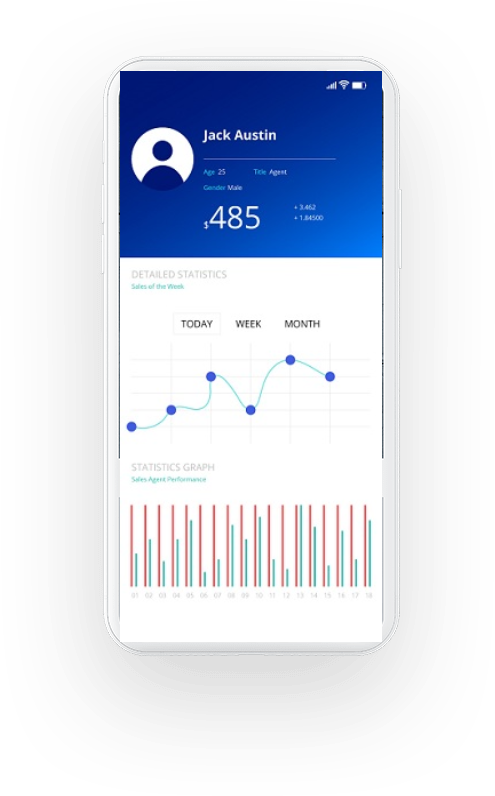 Jack Austin
Age 25 Title Agent
Gender Male
$485
+ 3.462
+ 1.84500
DETAILED STATISTICS
Sales of the Week
TODAY WEEK MONTH
STATISTICS GRAPH
Sales Agent Performance
01 02 03 04 05 06 07 08 09 10 11 12 13 14 15 16 17 18